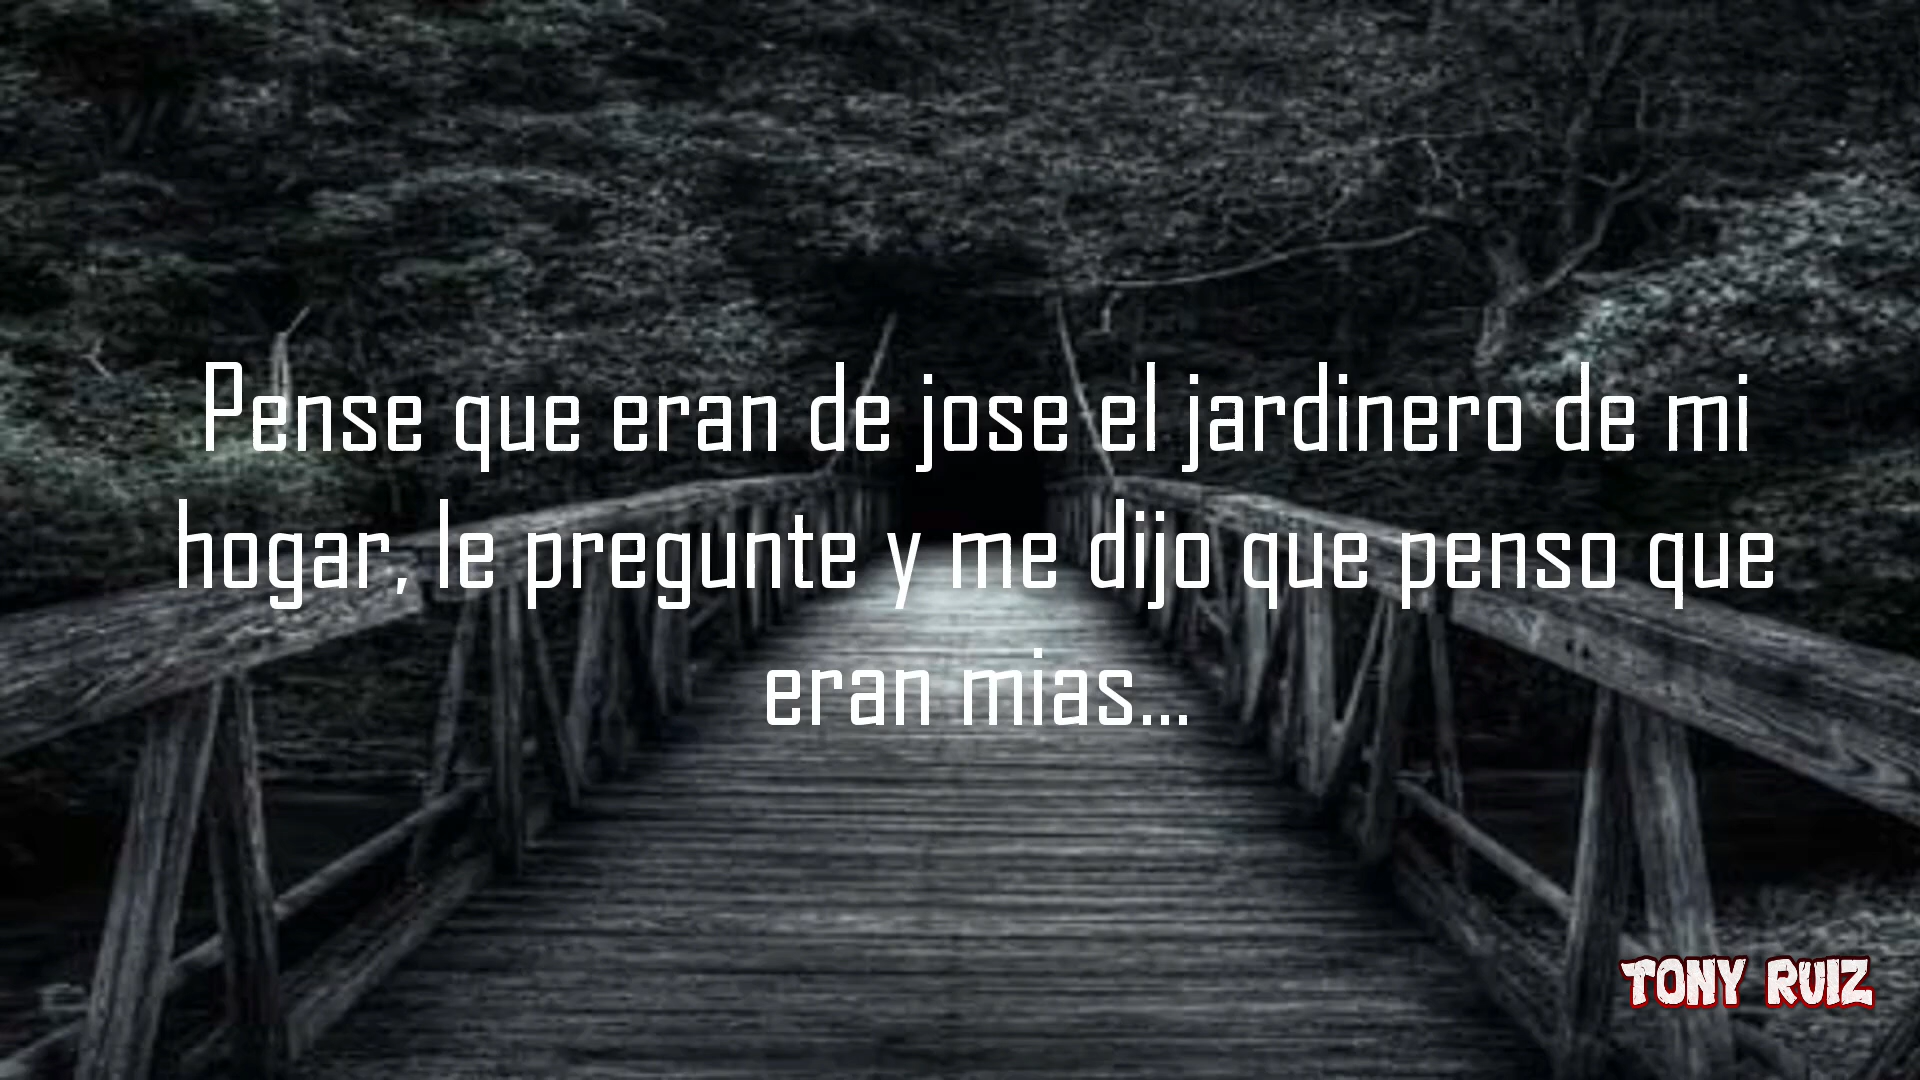 Pense que eran de jose el jardinero de mi
hogar, le pregunte y me dijo que penso que
eran mias...
TONY RUIZ